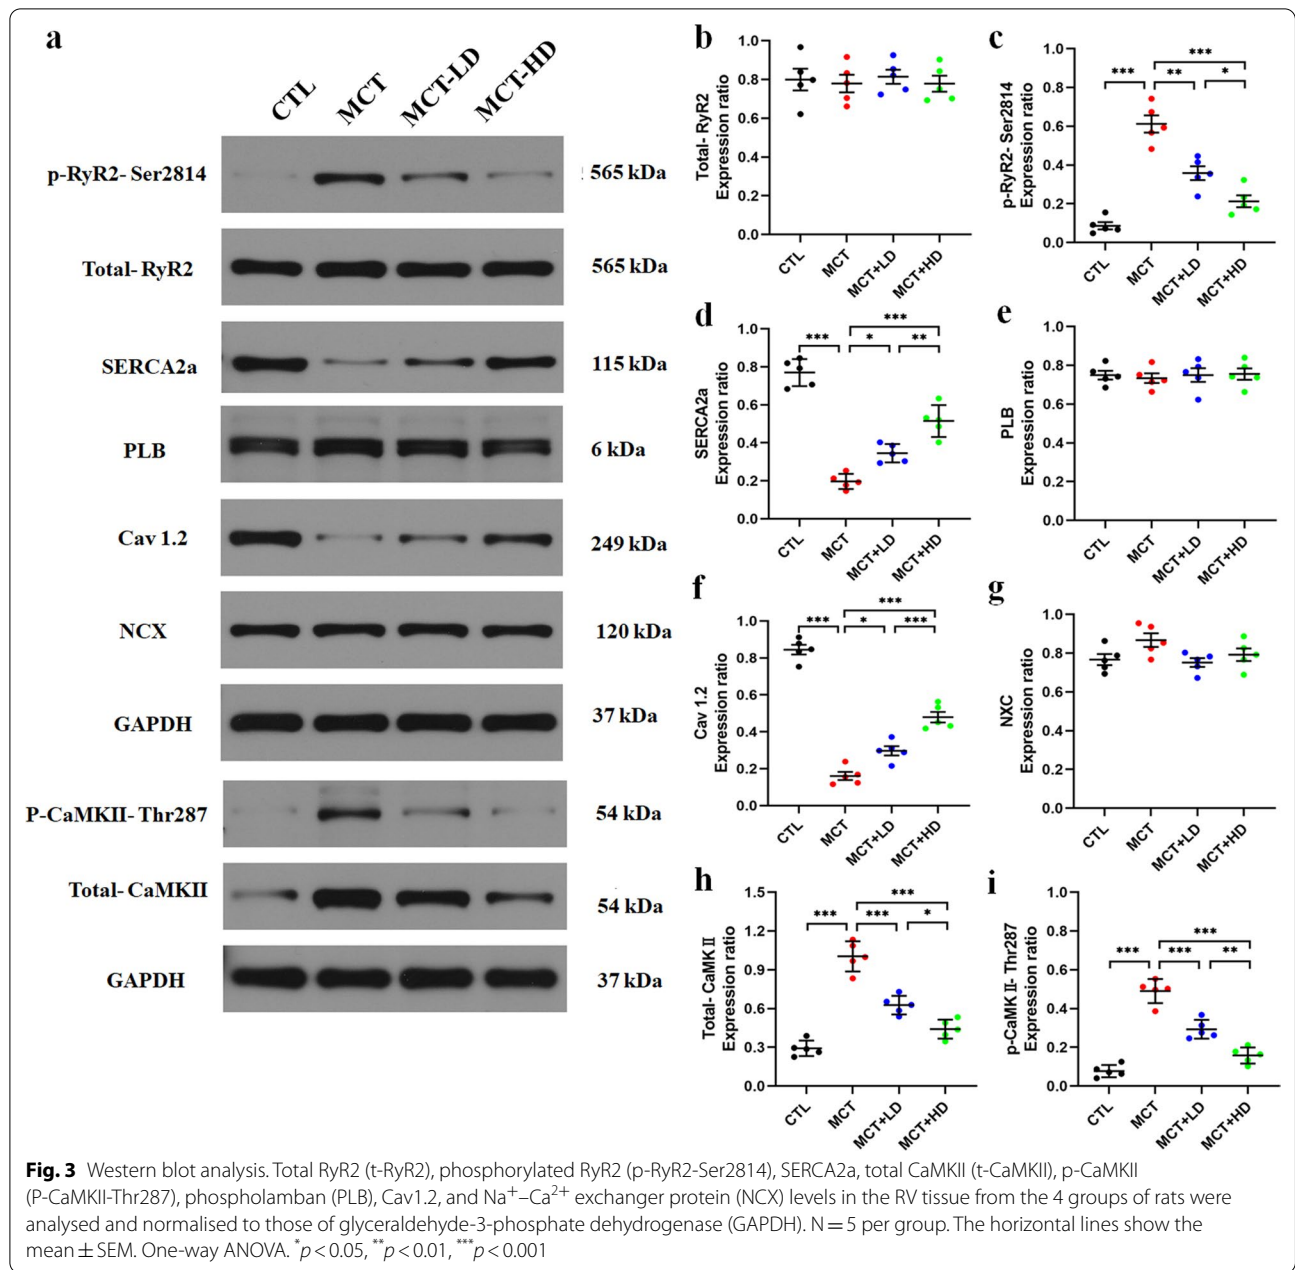 a
CTL
MCT
MCT-LD
MCT-HD
p-RyR2- Ser2814
565 kDa
Total- RyR2
565 kDa
SERCA2a
115 kDa
PLB
6 kDa
Cav 1.2
249 kDa
NCX
120 kDa
GAPDH
37 kDa
P-CaMKII- Thr287
54 kDa
Total- CaMKII
54 kDa
GAPDH
37 kDa
b
Total- RyR2
Expression ratio
1.0
0.8
0.6
0.4
0.2
0.0
CTL
MCT
MCT+LD
MCT+HD
c
p-RyR2- Ser2814
Expression ratio
1.0
0.8
0.6
0.4
0.2
0.0
***
*** ** *
CTL
MCT
MCT+LD
MCT+HD
d
SERCA2a
Expression ratio
1.0
0.8
0.6
0.4
0.2
0.0
***
*** * **
CTL
MCT
MCT+LD
MCT+HD
e
PLB
Expression ratio
1.0
0.8
0.6
0.4
0.2
0.0
CTL
MCT
MCT+LD
MCT+HD
f
Cav 1.2
Expression ratio
1.0
0.8
0.6
0.4
0.2
0.0
***
*** * ***
CTL
MCT
MCT+LD
MCT+HD
g
NXC
Expression ratio
1.0
0.8
0.6
0.4
0.2
0.0
CTL
MCT
MCT+LD
MCT+HD
h
Total- CaMK II
Expression ratio
1.5
1.2
0.9
0.6
0.3
0.0
***
*** *** *
CTL
MCT
MCT+LD
MCT+HD
i
p-CaMK II- Thr287
Expression ratio
1.0
0.8
0.6
0.4
0.2
0.0
***
*** *** **
CTL
MCT
MCT+LD
MCT+HD
Fig. 3 Western blot analysis. Total RyR2 (t-RyR2), phosphorylated RyR2 (p-RyR2-Ser2814), SERCA2a, total CaMKII (t-CaMKII), p-CaMKII
(P-CaMKII-Thr287), phospholamban (PLB), Cav1.2, and Na⁺–Ca²⁺ exchanger protein (NCX) levels in the RV tissue from the 4 groups of rats were
analysed and normalised to those of glyceraldehyde-3-phosphate dehydrogenase (GAPDH). N = 5 per group. The horizontal lines show the
mean ± SEM. One-way ANOVA. *p < 0.05, **p < 0.01, ***p < 0.001